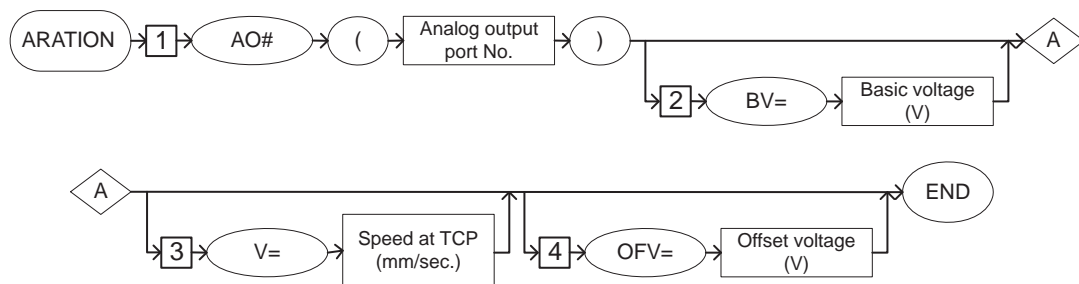 ARATION 1 AO# ( Analog output
port No. ) A
2 BV= Basic voltage
(V)
A END
3 V= Speed at TCP
(mm/sec.)
4 OFV= Offset voltage
(V)